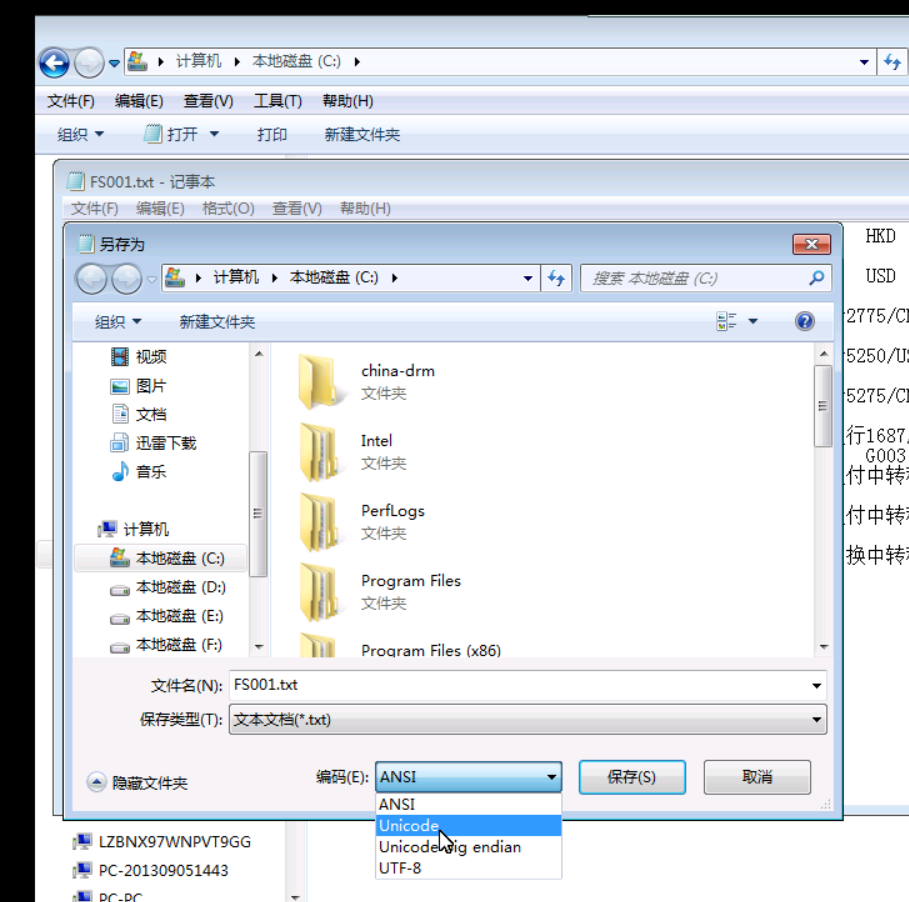 计算机 本地磁盘 (C:)
文件(F) 编辑(E) 查看(V) 工具(T) 帮助(H)
组织 打开 打印 新建文件夹
FS001.txt - 记事本
文件(F) 编辑(E) 格式(O) 查看(V) 帮助(H)
另存为
计算机 本地磁盘 (C:) 搜索 本地磁盘 (C:)
组织 新建文件夹
视频
图片
文档
迅雷下载
音乐
计算机
本地磁盘 (C:)
本地磁盘 (D:)
本地磁盘 (E:)
本地磁盘 (F:)
china-drm
文件夹
Intel
文件夹
PerfLogs
文件夹
Program Files
文件夹
Program Files (x86)
HKD
USD
2775/
5250/
5275/
行1687
G003
付中转
付中转
换中转
文件名(N): FS001.txt
保存类型(T): 文本文档(*.txt)
隐藏文件夹 编码(E): ANSI 保存(S) 取消
ANSI
Unicode
Unicode big endian
UTF-8
LZBNX97WNPVT9GG
PC-201309051443
PC-PC